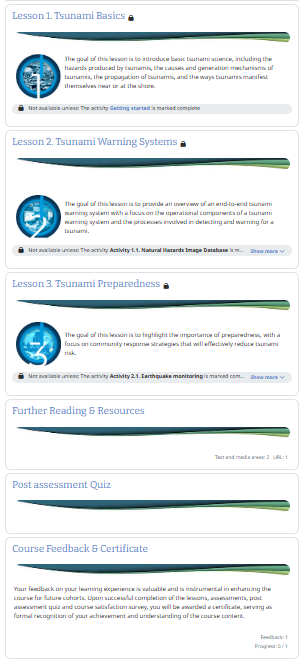 Lesson 1. Tsunami Basics
The goal of this lesson is to introduce basic tsunami science, including the
hazards produced by tsunamis, the causes and generation mechanisms of
tsunamis, the propagation of tsunamis, and the ways tsunamis manifest
themselves near or at the shore.
1
Not available unless: The activity Getting started is marked complete
Lesson 2. Tsunami Warning Systems
The goal of this lesson is to provide an overview of an end-to-end tsunami
warning system with a focus on the operational components of a tsunami
warning system and the processes involved in detecting and warning for a
tsunami.
2
Not available unless: The activity Activity 1.1. Natural Hazards Image Database is m... Show more
Lesson 3. Tsunami Preparedness
The goal of this lesson is to highlight the importance of preparedness, with a
focus on community response strategies that will effectively reduce tsunami
risk.
3
Not available unless: The activity Activity 2.1. Earthquake monitoring is marked com... Show more
Further Reading & Resources
Text and media areas: 2 URL: 1
Post assessment Quiz
Course Feedback & Certificate
Your feedback on your learning experience is valuable and is instrumental in enhancing the
course for future cohorts. Upon successful completion of the lessons, assessments, post
assessment quiz and course satisfaction survey, you will be awarded a certificate, serving as
formal recognition of your achievement and understanding of the course content.
Feedback: 1
Progress: 0 / 1